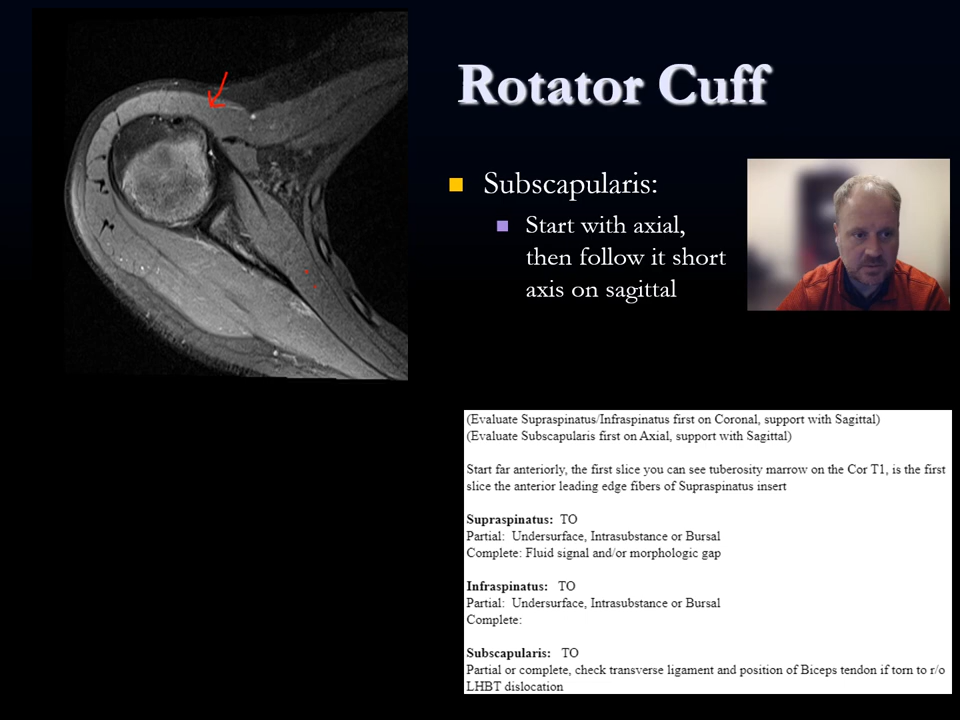 Rotator Cuff
Subscapularis:
Start with axial,
then follow it short
axis on sagittal
(Evaluate Supraspinatus/Infraspinatus first on Coronal, support with Sagittal)
(Evaluate Subscapularis first on Axial, support with Sagittal)
Start far anteriorly, the first slice you can see tuberosity marrow on the Cor T1, is the first
slice the anterior leading edge fibers of Supraspinatus insert
Supraspinatus: TO
Partial: Undersurface, Intrasubstance or Bursal
Complete: Fluid signal and/or morphologic gap
Infraspinatus: TO
Partial: Undersurface, Intrasubstance or Bursal
Complete:
Subscapularis: TO
Partial or complete, check transverse ligament and position of Biceps tendon if torn to r/o
LHBT dislocation